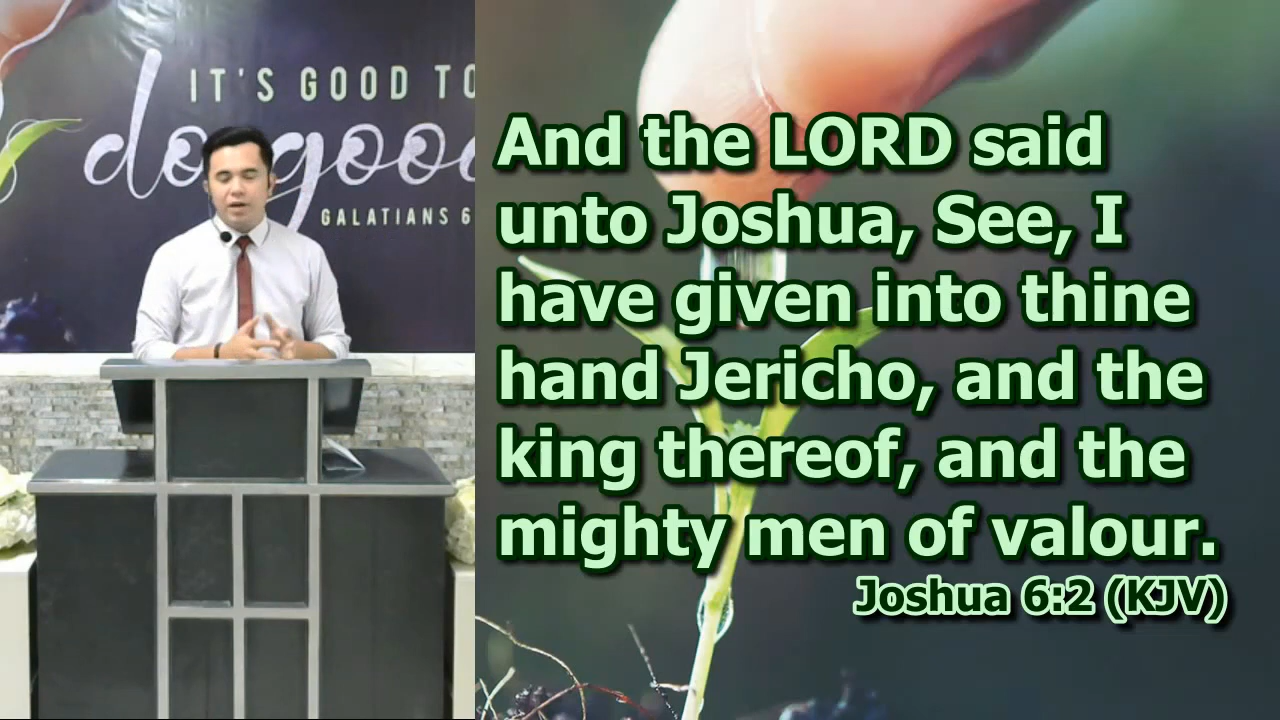 IT'S GOOD TO
do good
GALATIANS 6
And the LORD said
unto Joshua, See, I
have given into thine
hand Jericho, and the
king thereof, and the
mighty men of valour.
Joshua 6:2 (KJV)